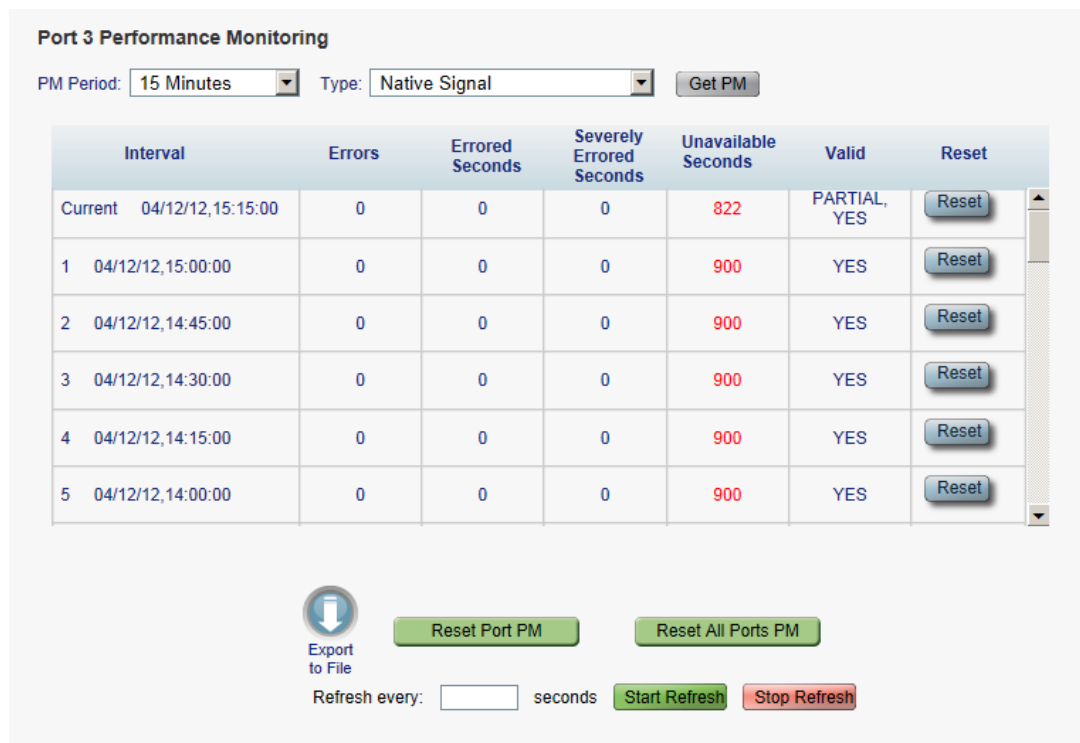 Port 3 Performance Monitoring
PM Period: 15 Minutes Type: Native Signal Get PM
Interval Errors Errored Seconds Severely Errored Seconds Unavailable Seconds Valid Reset
Current 04/12/12,15:15:00 0 0 0 822 PARTIAL, YES Reset
1 04/12/12,15:00:00 0 0 0 900 YES Reset
2 04/12/12,14:45:00 0 0 0 900 YES Reset
3 04/12/12,14:30:00 0 0 0 900 YES Reset
4 04/12/12,14:15:00 0 0 0 900 YES Reset
5 04/12/12,14:00:00 0 0 0 900 YES Reset
Export to File
Reset Port PM Reset All Ports PM
Refresh every: seconds Start Refresh Stop Refresh